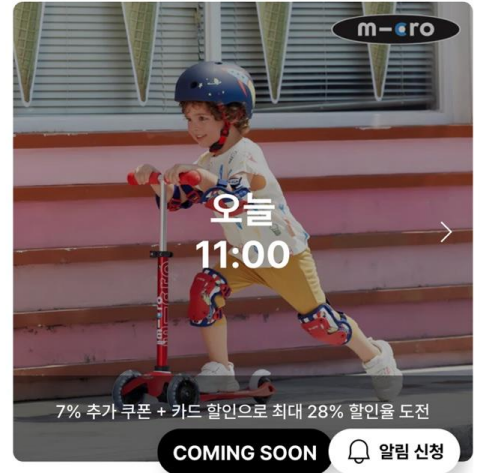 m-cro
오늘
11:00
7% 추가 쿠폰 + 카드 할인으로 최대 28% 할인율 도전
COMING SOON
알림 신청